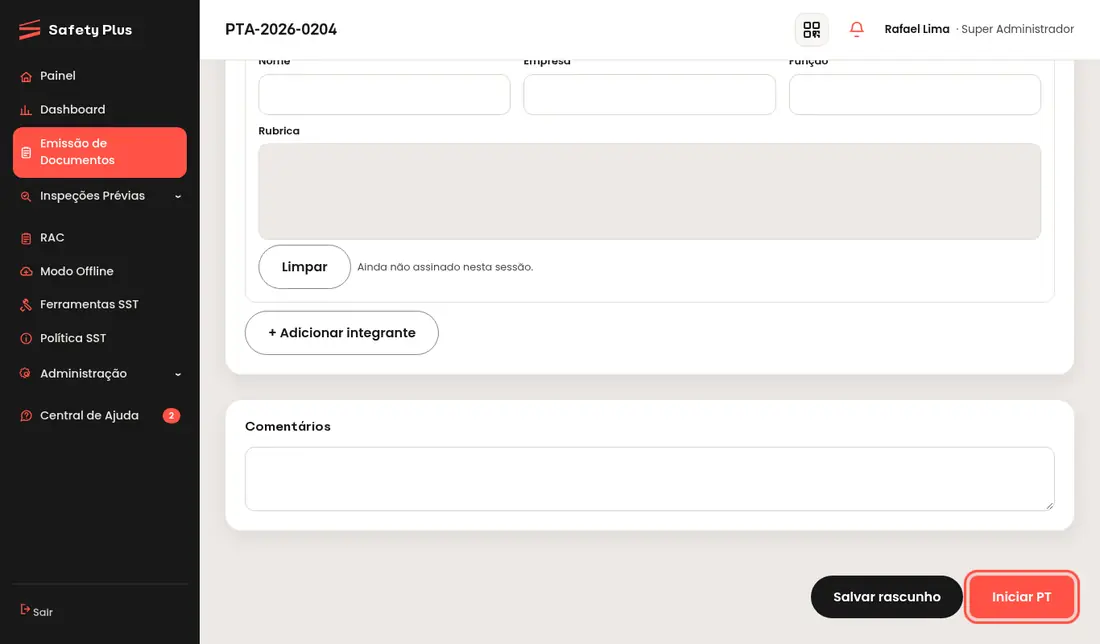 Safety Plus
PTA-2026-0204
Rafael Lima · Super Administrador
Painel
Dashboard
Emissão de
Documentos
Inspeções Prévias
RAC
Modo Offline
Ferramentas SST
Política SST
Administração
Central de Ajuda 2
Sair
Nome Empresa Função
Rubrica
Limpar Ainda não assinado nesta sessão.
+ Adicionar integrante
Comentários
Salvar rascunho Iniciar PT